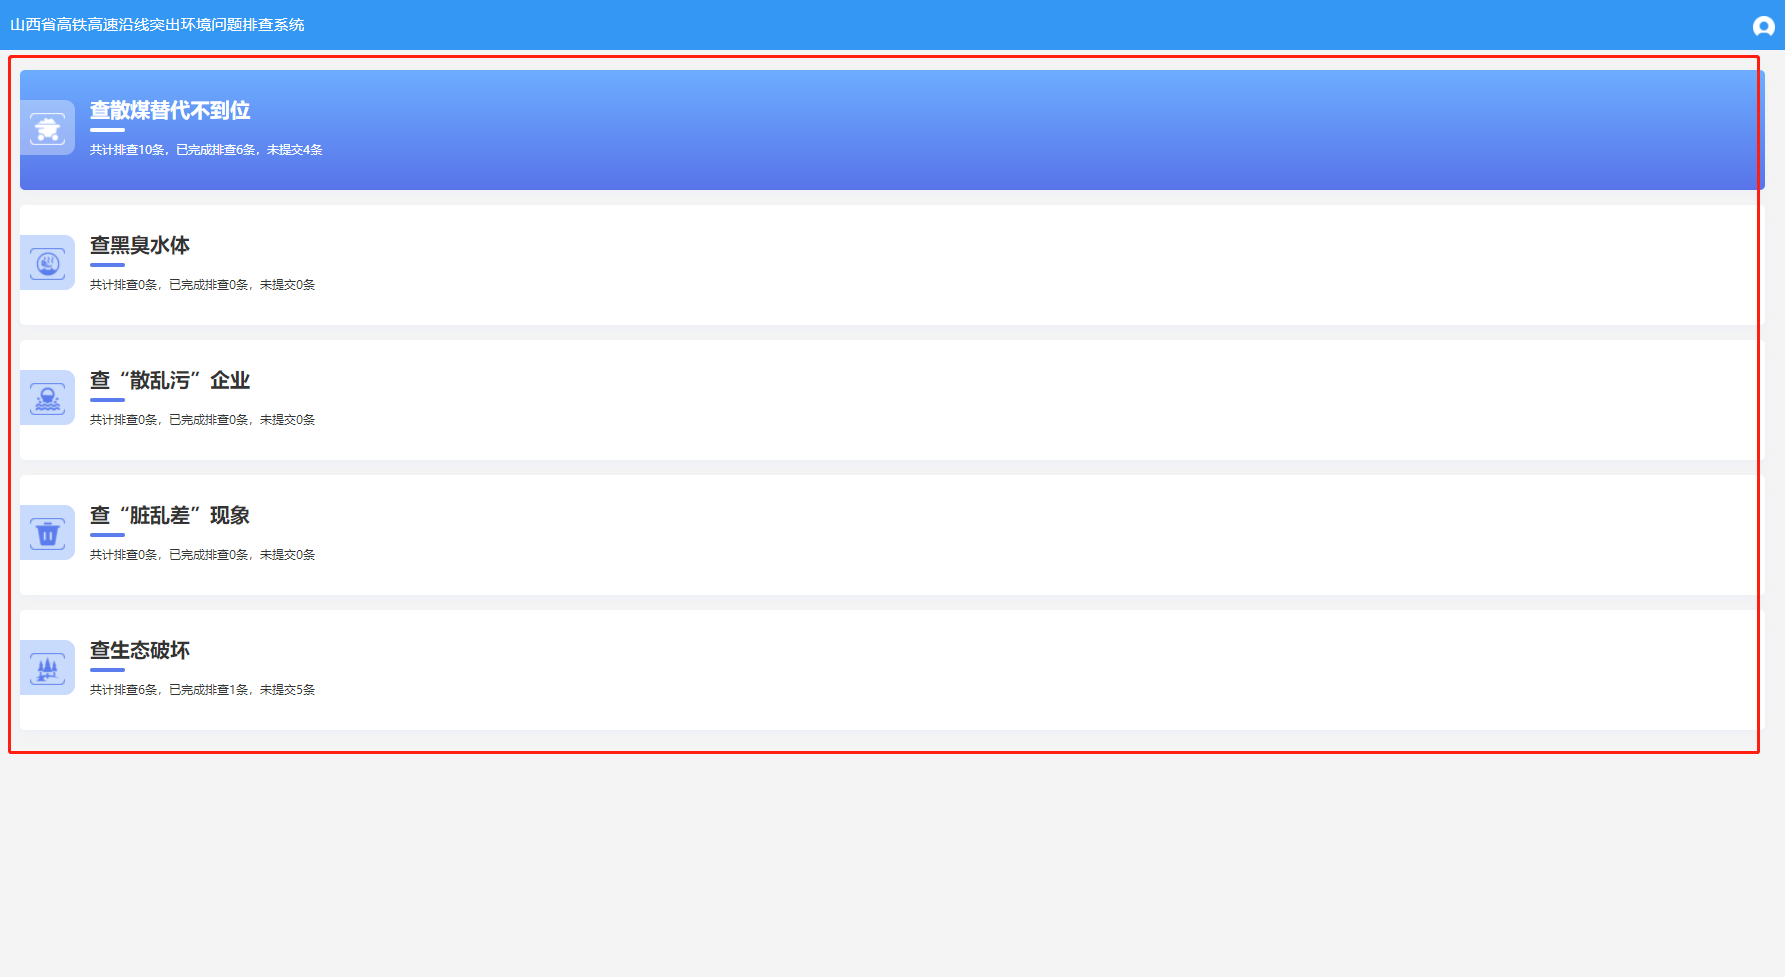 山西省高铁高速沿线突出环境问题排查系统
查散煤替代不到位
共计排查10条，已完成排查6条，未提交4条
查黑臭水体
共计排查0条，已完成排查0条，未提交0条
查“散乱污”企业
共计排查0条，已完成排查0条，未提交0条
查“脏乱差”现象
共计排查0条，已完成排查0条，未提交0条
查生态破坏
共计排查6条，已完成排查1条，未提交5条